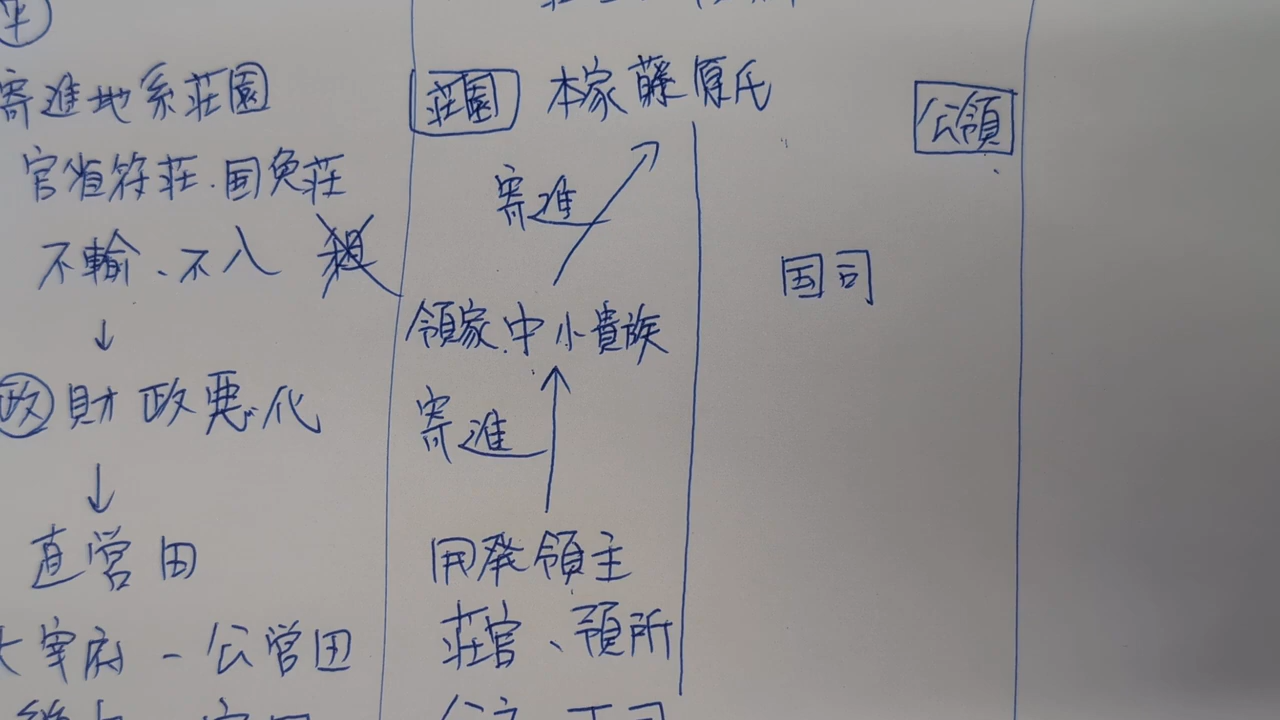 平
寄進地系荘園
官省符荘.国免荘
不輸、不入 租
↓
政 財政悪化
↓
直営田
大宰府-公営田
荘園 本家藤原氏
寄進
領家.中小貴族
寄進
開発領主
荘官、預所
公領
国司